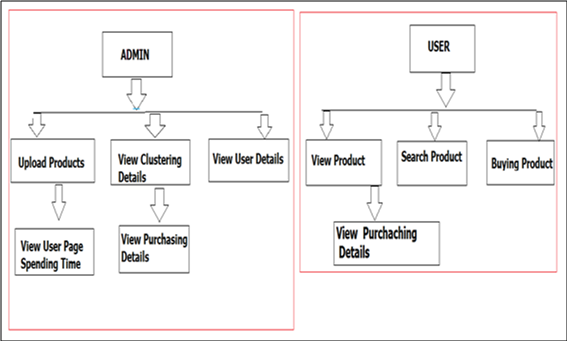 ADMIN
Upload Products
View Clustering
Details
View User Details
View User Page
Spending Time
View Purchasing
Details
USER
View Product
Search Product
Buying Product
View Purchaching
Details